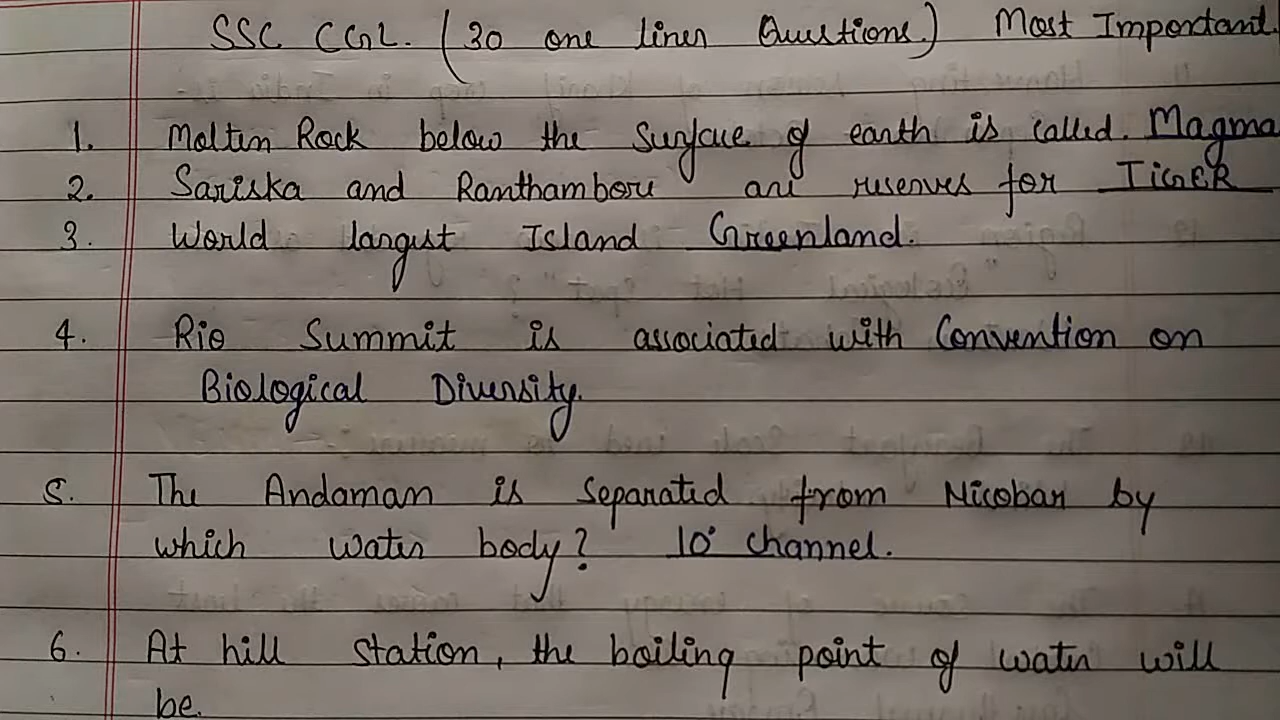 SSC CGL. (30 one liner Questions.) Most Important.
1. Molten Rock below the surface of earth is called. Magma
2. Sariska and Ranthambore are reserves for TIGER
3. World largest Island Greenland.
4. Rio Summit is associated with Convention on
Biological Diversity.
5. The Andaman is separated from Nicobar by
which water body? 10° channel.
6. At hill station, the boiling point of water will
be.